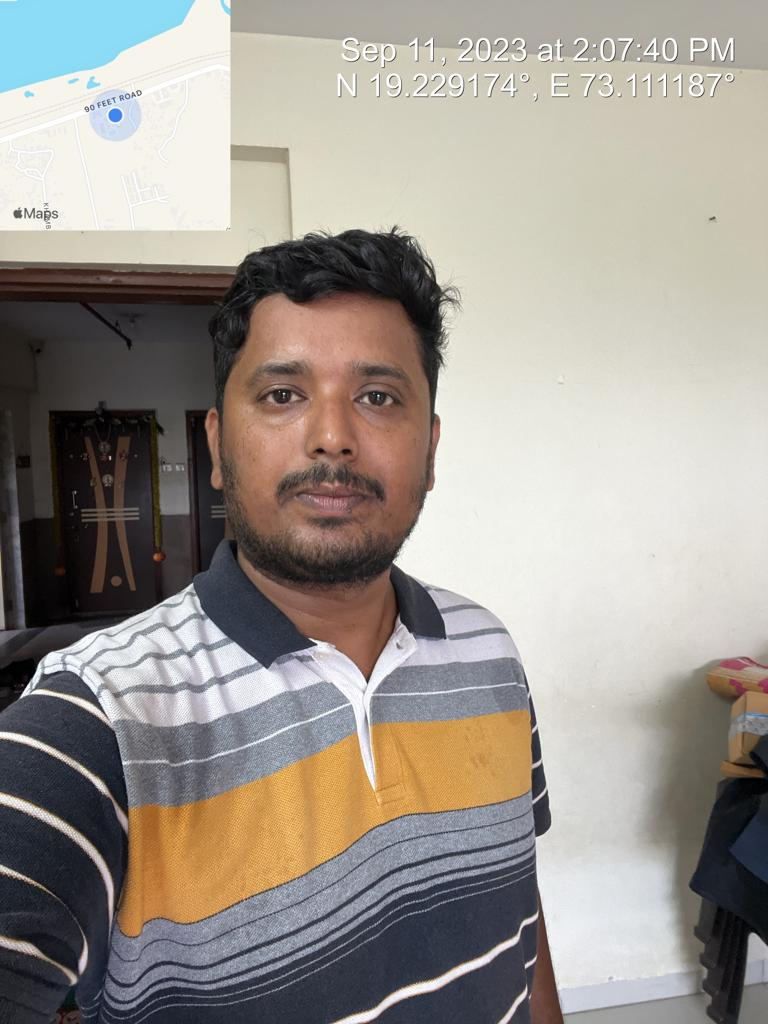 Sep 11, 2023 at 2:07:40 PM
N 19.229174°, E 73.111187°
90 FEET ROAD
Maps